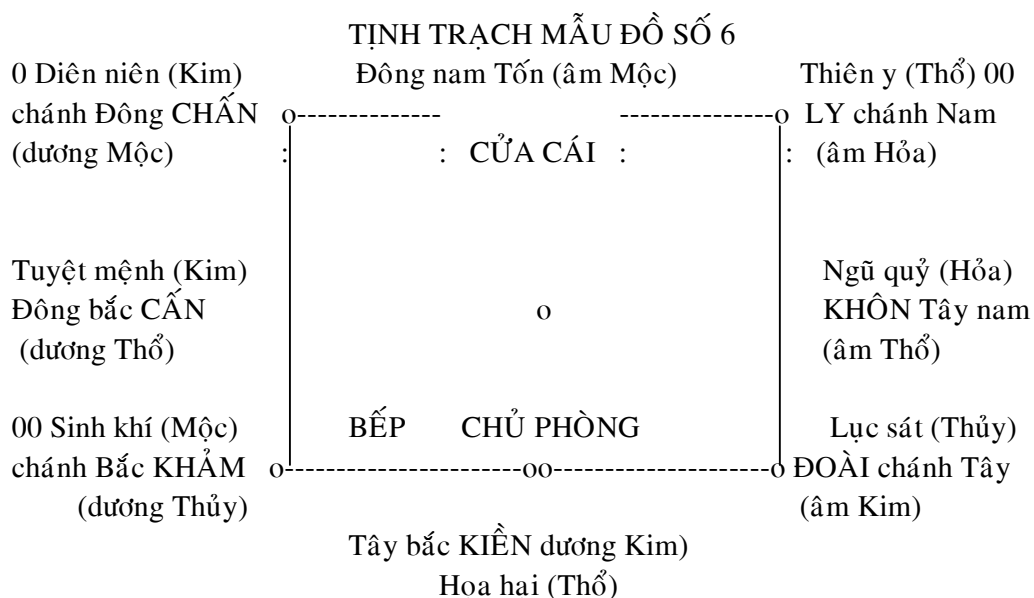 TỊNH TRẠCH MẪU ĐỒ SỐ 6
0 Diên niên (Kim) Đông nam Tốn (âm Mộc) Thiên y (Thổ) 00
chánh Đông CHẤN o-------------- ---------------o LY chánh Nam
(dương Mộc) : : CỬA CÁI : : (âm Hỏa)
Tuyệt mệnh (Kim) Ngũ quỷ (Hỏa)
Đông bắc CẤN o KHÔN Tây nam
(dương Thổ) (âm Thổ)
00 Sinh khí (Mộc) BẾP CHỦ PHÒNG Lục sát (Thủy)
chánh Bắc KHẢM o-----------------------oo---------------------o ĐOÀI chánh Tây
(dương Thủy) (âm Kim)
Tây bắc KIỀN dương Kim)
Hoa hai (Thổ)